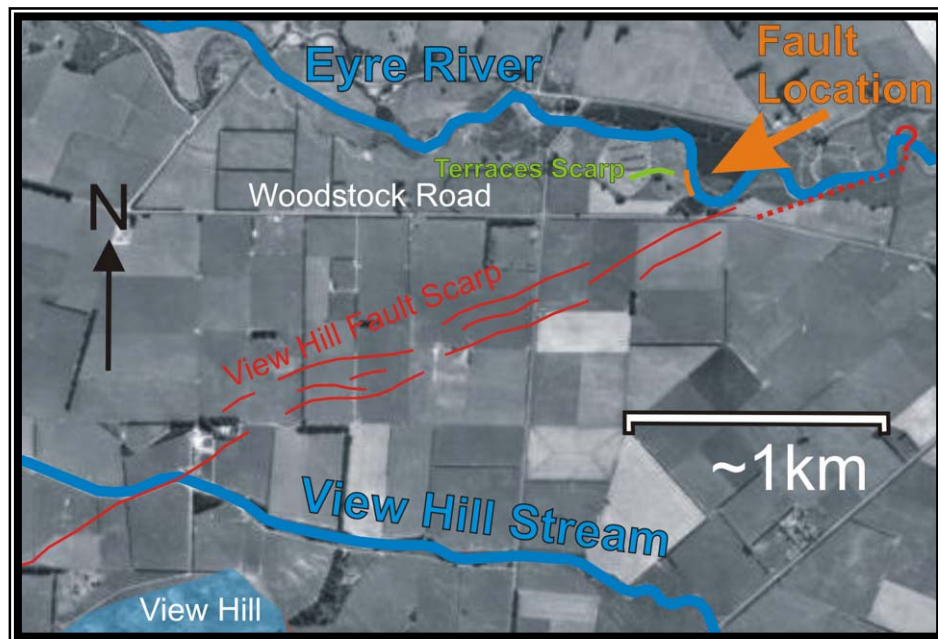 Eyre River
Fault
Location
Terraces Scarp
Woodstock Road
N
?
View Hill Fault Scarp
~1km
View Hill Stream
View Hill